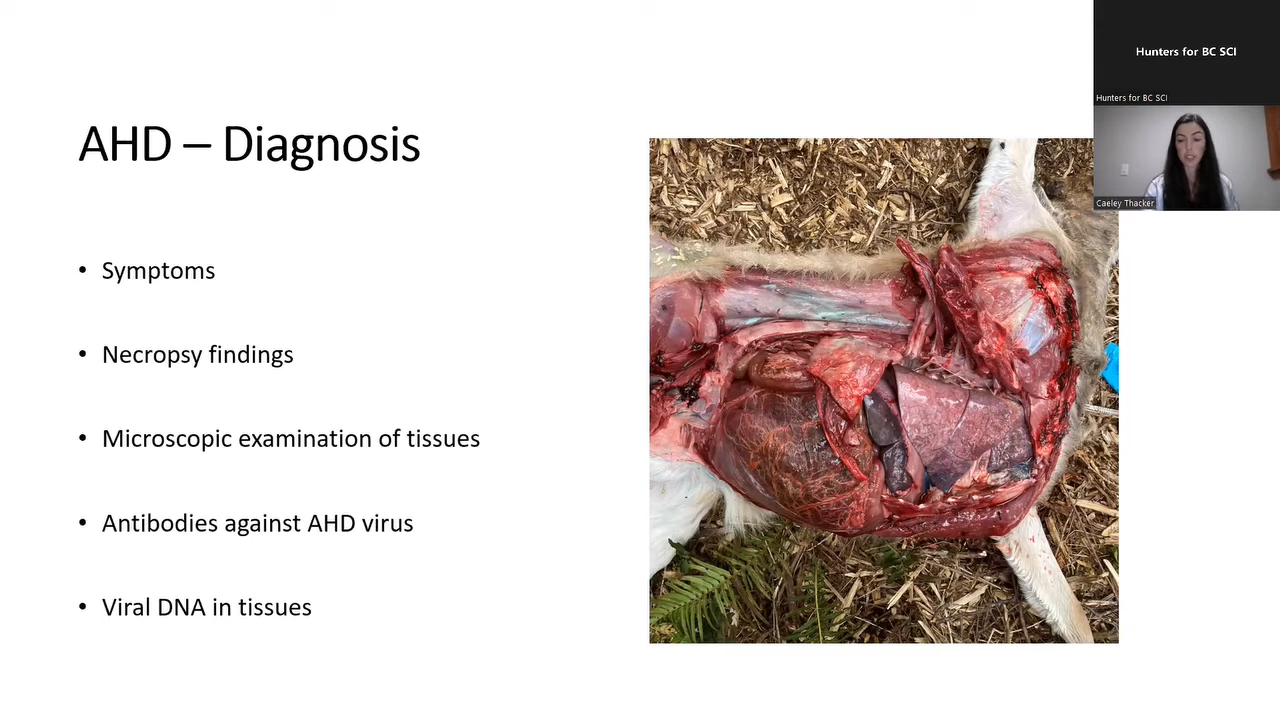 Hunters for BC SCI
Hunters for BC SCI
Caeley Thacker
AHD – Diagnosis
• Symptoms
• Necropsy findings
• Microscopic examination of tissues
• Antibodies against AHD virus
• Viral DNA in tissues